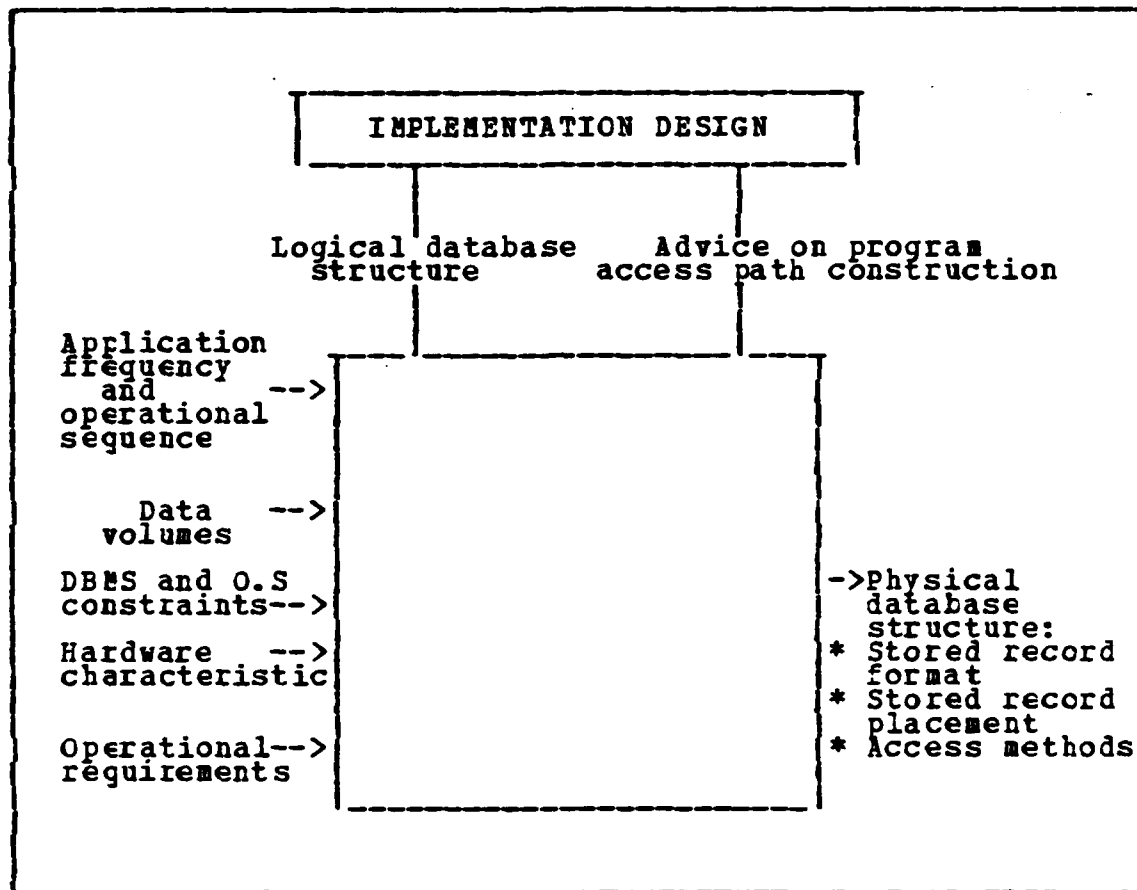 IMPLEMENTATION DESIGN
Logical database
structure
Advice on program
access path construction
Application
frequency
and -->
operational
sequence
Data -->
volumes
DBMS and O.S
constraints-->
Hardware -->
characteristic
Operational-->
requirements
->Physical
database
structure:
* Stored record
format
* Stored record
placement
* Access methods